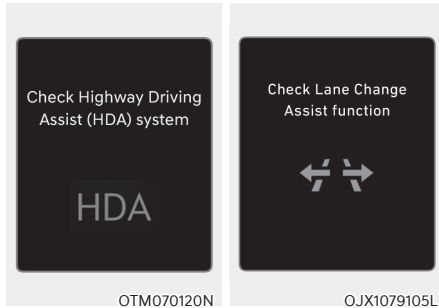 Check Highway Driving
Assist (HDA) system
HDA
OTM070120N
Check Lane Change
Assist function
OJX1079105L